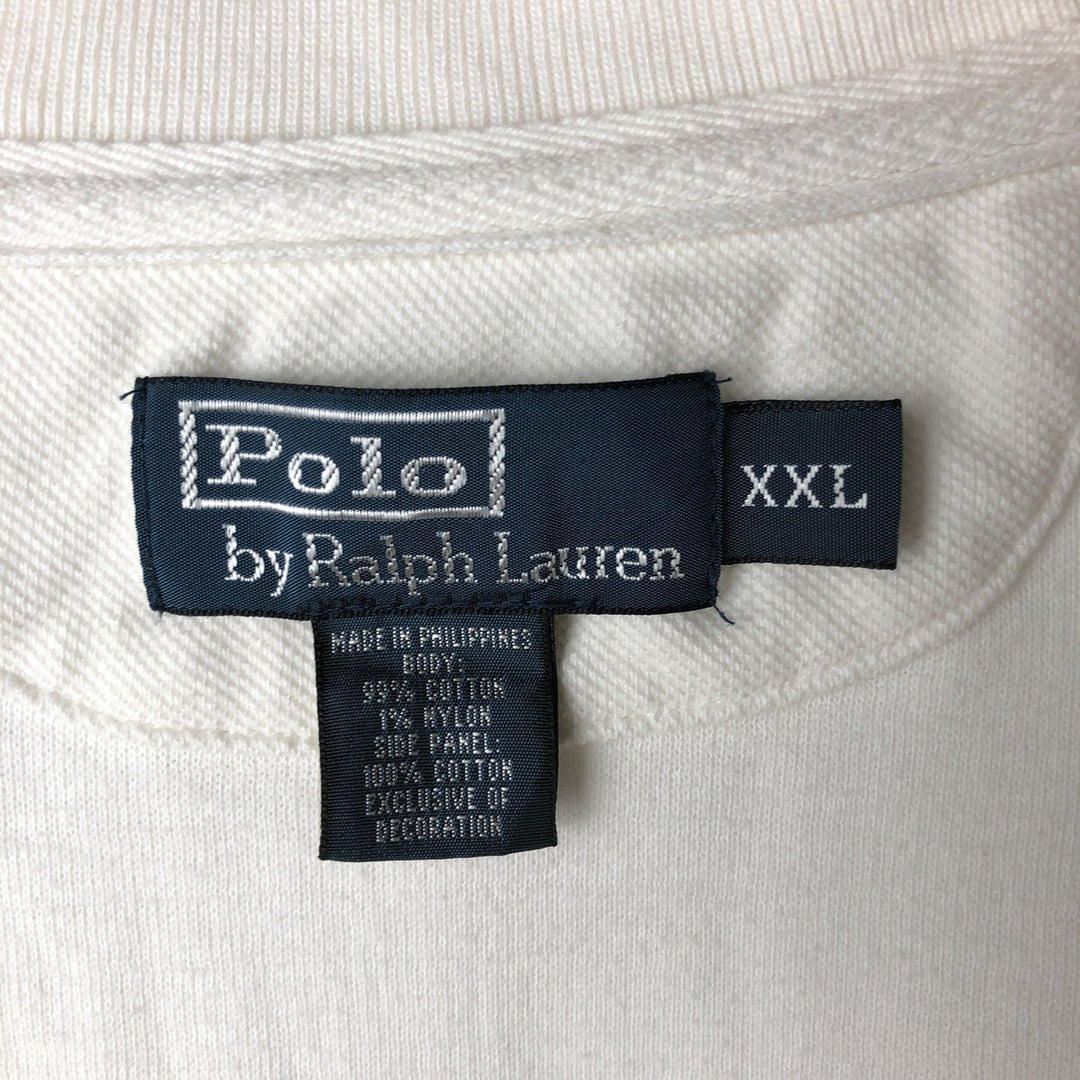 Polo
by Ralph Lauren
XXL
MADE IN PHILIPPINES
BODY:
99% COTTON
1% NYLON
SIDE PANEL:
100% COTTON
EXCLUSIVE OF
DECORATION